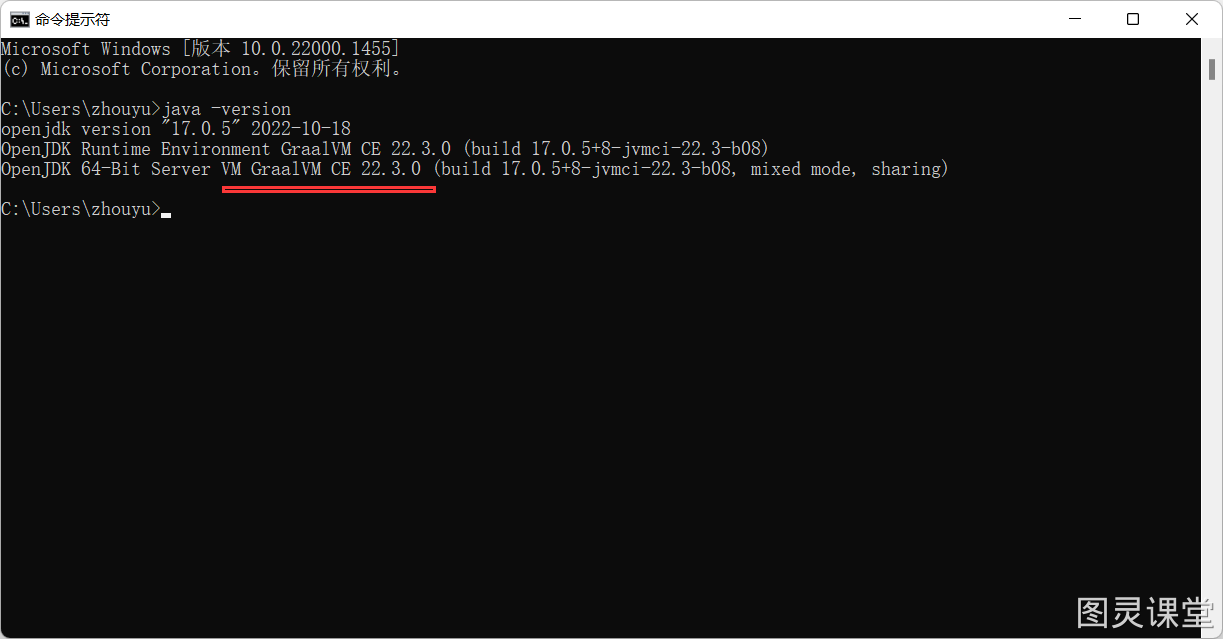 命令提示符
Microsoft Windows [版本 10.0.22000.1455]
(c) Microsoft Corporation。保留所有权利。
C:\Users\zhouyu>java -version
openjdk version "17.0.5" 2022-10-18
OpenJDK Runtime Environment GraalVM CE 22.3.0 (build 17.0.5+8-jvmci-22.3-b08)
OpenJDK 64-Bit Server VM GraalVM CE 22.3.0 (build 17.0.5+8-jvmci-22.3-b08, mixed mode, sharing)
C:\Users\zhouyu>
图灵课堂